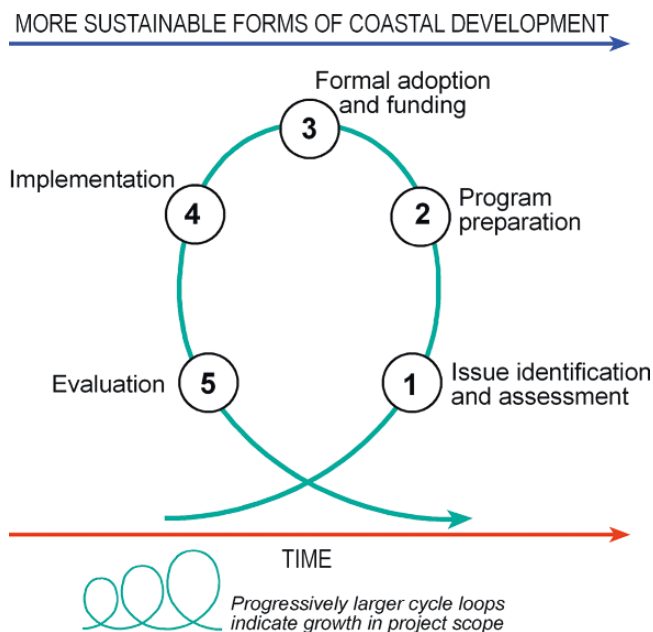 MORE SUSTAINABLE FORMS OF COASTAL DEVELOPMENT
Formal adoption
and funding
3
Implementation
4
2
Program
preparation
Evaluation
5
1
Issue identification
and assessment
TIME
Progressively larger cycle loops
indicate growth in project scope